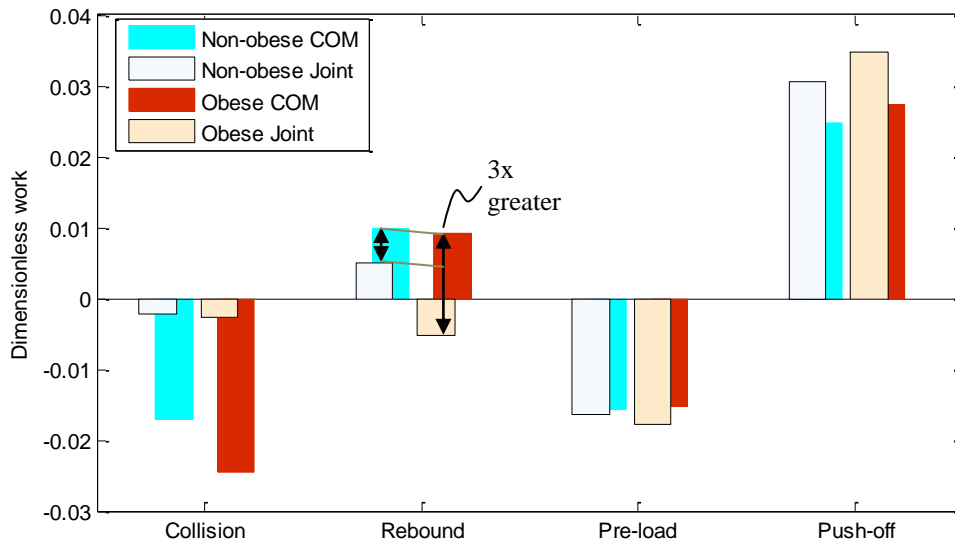 0.04
0.03
0.02
0.01
0
-0.01
-0.02
-0.03
Dimensionless work
Non-obese COM
Non-obese Joint
Obese COM
Obese Joint
3x
greater
Collision
Rebound
Pre-load
Push-off